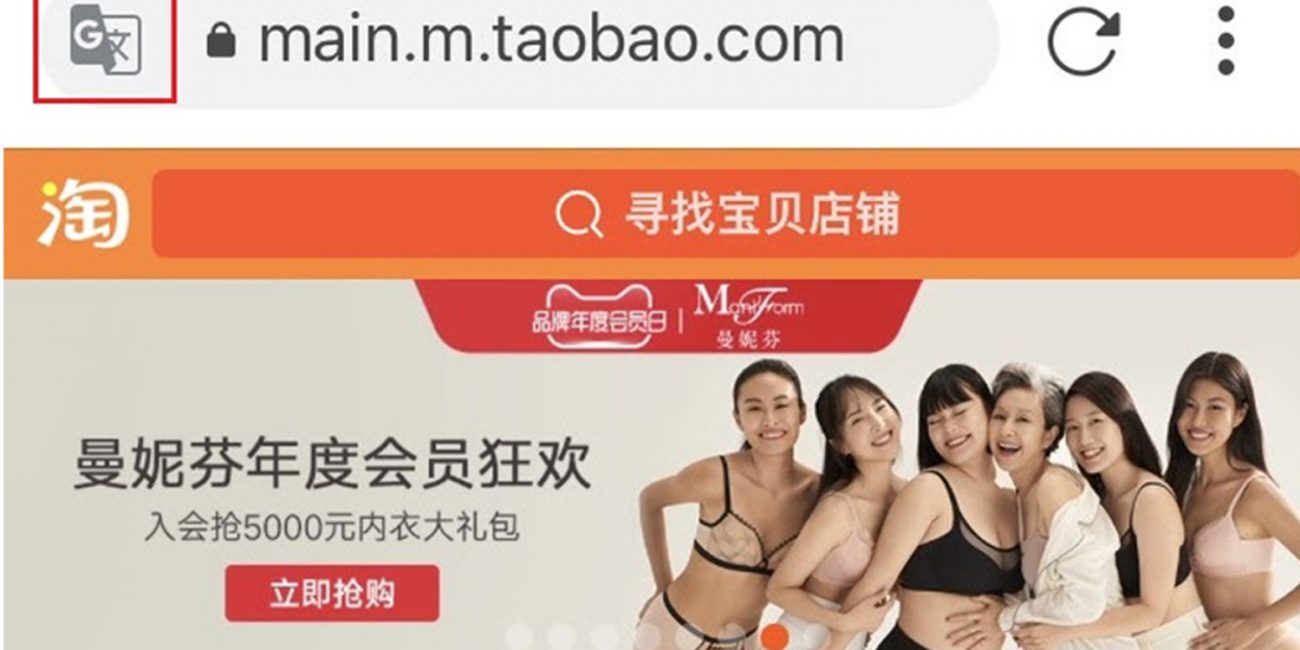 G文
main.m.taobao.com
淘
寻找宝贝店铺
品牌年度会员日
ManiForm
曼妮芬
曼妮芬年度会员狂欢
入会抢5000元内衣大礼包
立即抢购